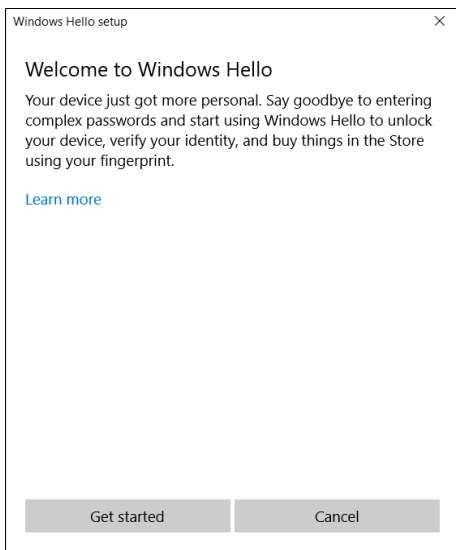 Windows Hello setup
Welcome to Windows Hello
Your device just got more personal. Say goodbye to entering
complex passwords and start using Windows Hello to unlock
your device, verify your identity, and buy things in the Store
using your fingerprint.
Learn more
Get started
Cancel